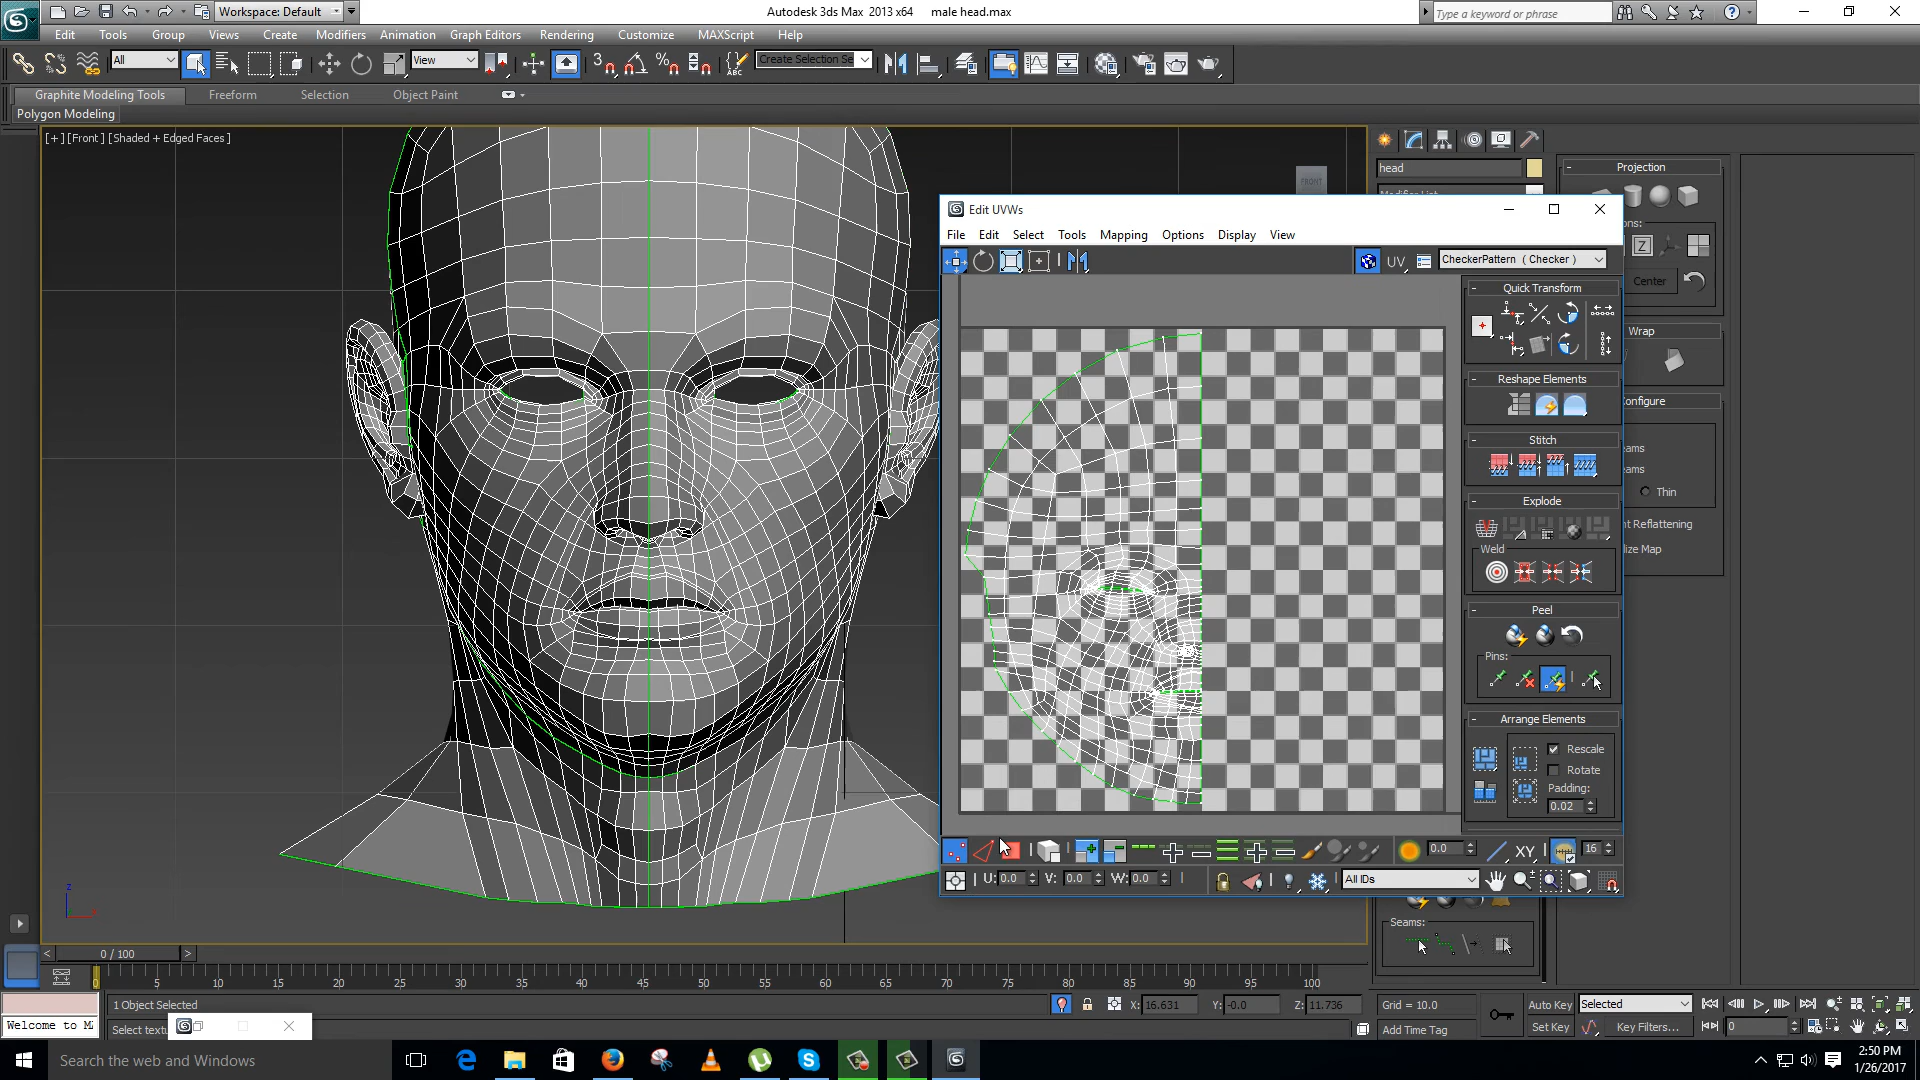 Workspace: Default
Autodesk 3ds Max 2013 x64 male head.max
Type a keyword or phrase
Edit Tools Group Views Create Modifiers Animation Graph Editors Rendering Customize MAXScript Help
All
View
Create Selection Se
Graphite Modeling Tools Freeform Selection Object Paint
Polygon Modeling
[+] [Front] [Shaded + Edged Faces]
FRONT
head
Projection
Edit UVWs
File Edit Select Tools Mapping Options Display View
UV
CheckerPattern ( Checker )
Center
Quick Transform
Wrap
Reshape Elements
Configure
Stitch
eams
eams
Thin
Explode
nt Reflattening
Weld
lize Map
Peel
Pins:
Arrange Elements
Rescale
Rotate
Padding:
0.02
0.0
XY
16
U: 0.0 V: 0.0 W: 0.0
All IDs
Seams:
0 / 100
0 5 10 15 20 25 30 35 40 45 50 55 60 65 70 75 80 85 90 95 100
1 Object Selected
X: 16.631 Y: -0.0 Z: 11.736
Grid = 10.0
Auto Key
Selected
Welcome to M
Select textu
Add Time Tag
Set Key
Key Filters...
0
Search the web and Windows
2:50 PM
1/26/2017